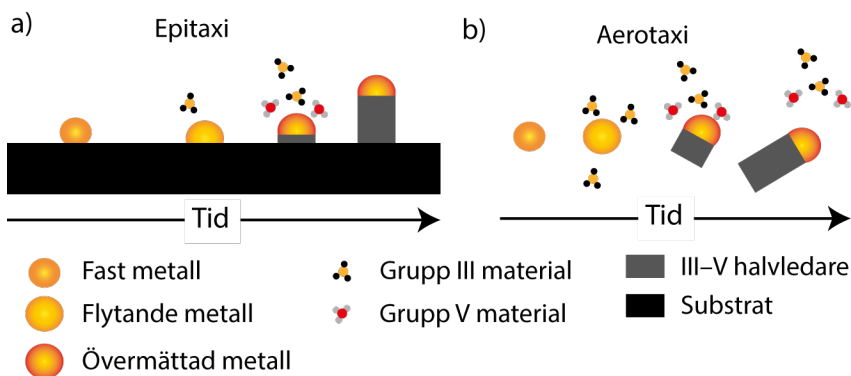 a)
Epitaxi
b)
Aerotaxi
Tid
Tid
Fast metall
Flytande metall
Övermättad metall
Grupp III material
Grupp V material
III–V halvledare
Substrat